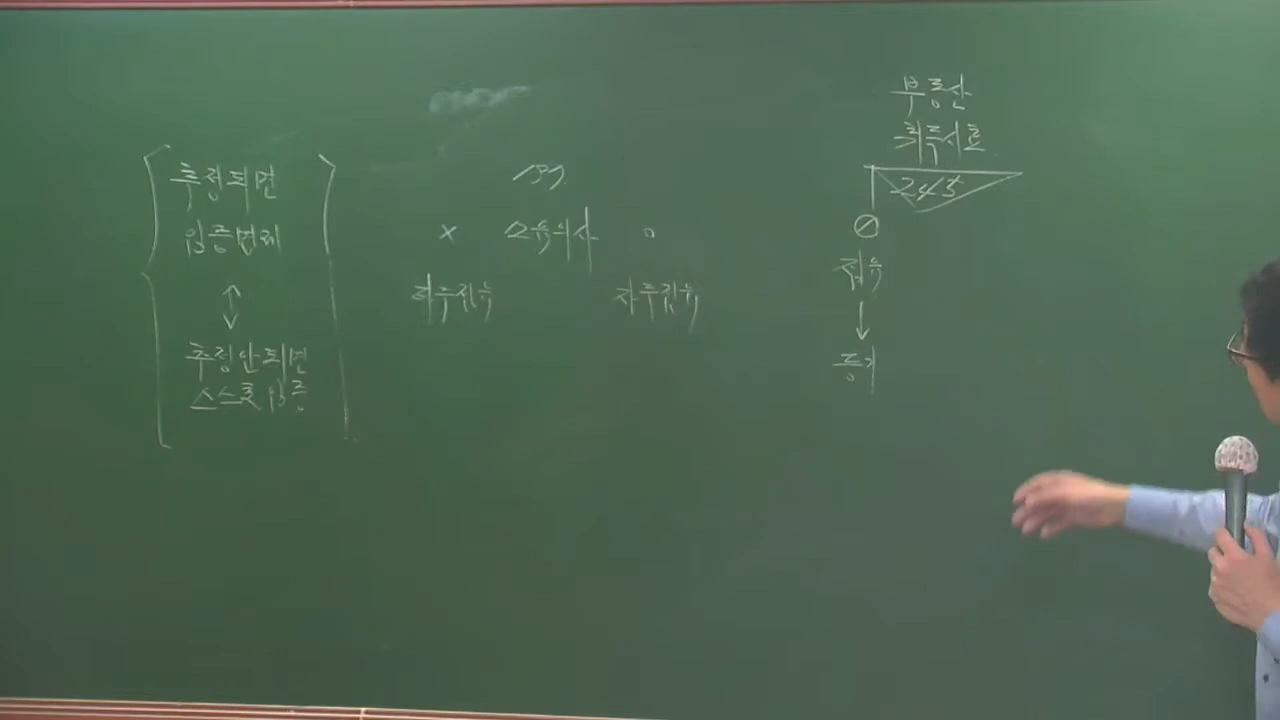 추정되면
입증면제
↕
추정안되면
스스로 입증
197
x 소유의사 o
타주점유 자주점유
부동산
취득시효
245
①
점유
↓
등기